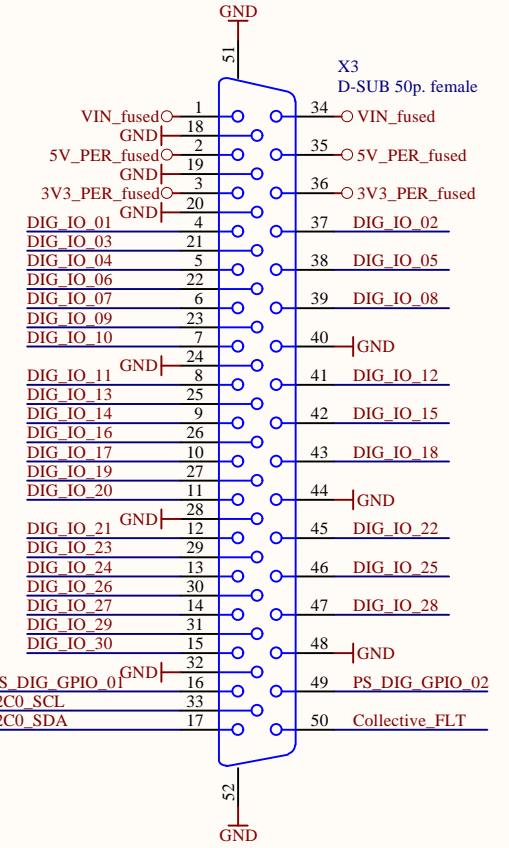 GND
51
X3
D-SUB 50p. female
VIN_fused 1 34 VIN_fused
GND 18
5V_PER_fused 2 35 5V_PER_fused
GND 19
3V3_PER_fused 3 36 3V3_PER_fused
GND 20
DIG_IO_01 4 37 DIG_IO_02
DIG_IO_03 21
DIG_IO_04 5 38 DIG_IO_05
DIG_IO_06 22
DIG_IO_07 6 39 DIG_IO_08
DIG_IO_09 23
DIG_IO_10 7 40 GND
GND 24
DIG_IO_11 8 41 DIG_IO_12
DIG_IO_13 25
DIG_IO_14 9 42 DIG_IO_15
DIG_IO_16 26
DIG_IO_17 10 43 DIG_IO_18
DIG_IO_19 27
DIG_IO_20 11 44 GND
GND 28
DIG_IO_21 12 45 DIG_IO_22
DIG_IO_23 29
DIG_IO_24 13 46 DIG_IO_25
DIG_IO_26 30
DIG_IO_27 14 47 DIG_IO_28
DIG_IO_29 31
DIG_IO_30 15 48 GND
GND 32
S_DIG_GPIO_01 16 49 PS_DIG_GPIO_02
2C0_SCL 33
2C0_SDA 17 50 Collective_FLT
52
GND